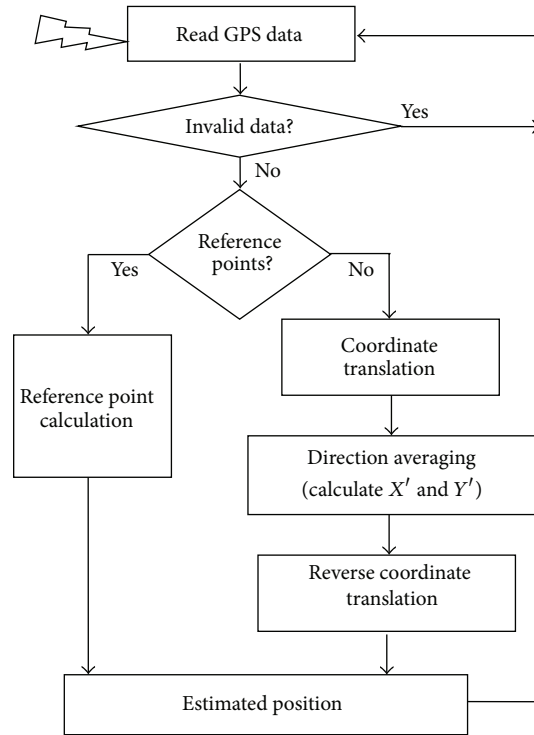 Read GPS data
Invalid data?
Yes
No
Reference
points?
Yes
No
Coordinate
translation
Reference point
calculation
Direction averaging
(calculate X′ and Y′)
Reverse coordinate
translation
Estimated position